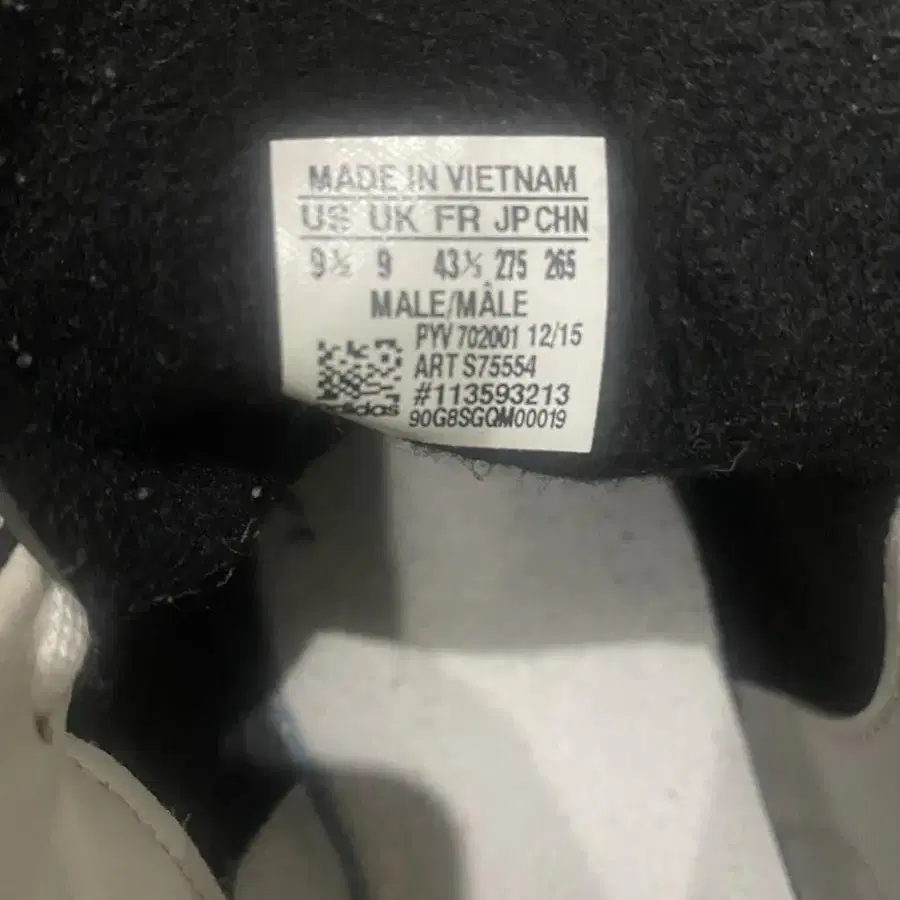 MADE IN VIETNAM
US UK FR JP CHN
9½ 9 43⅓ 275 265
MALE/MÂLE
PYV 702001 12/15
ART S75554
#113593213
adidas
90G8SGQM00019